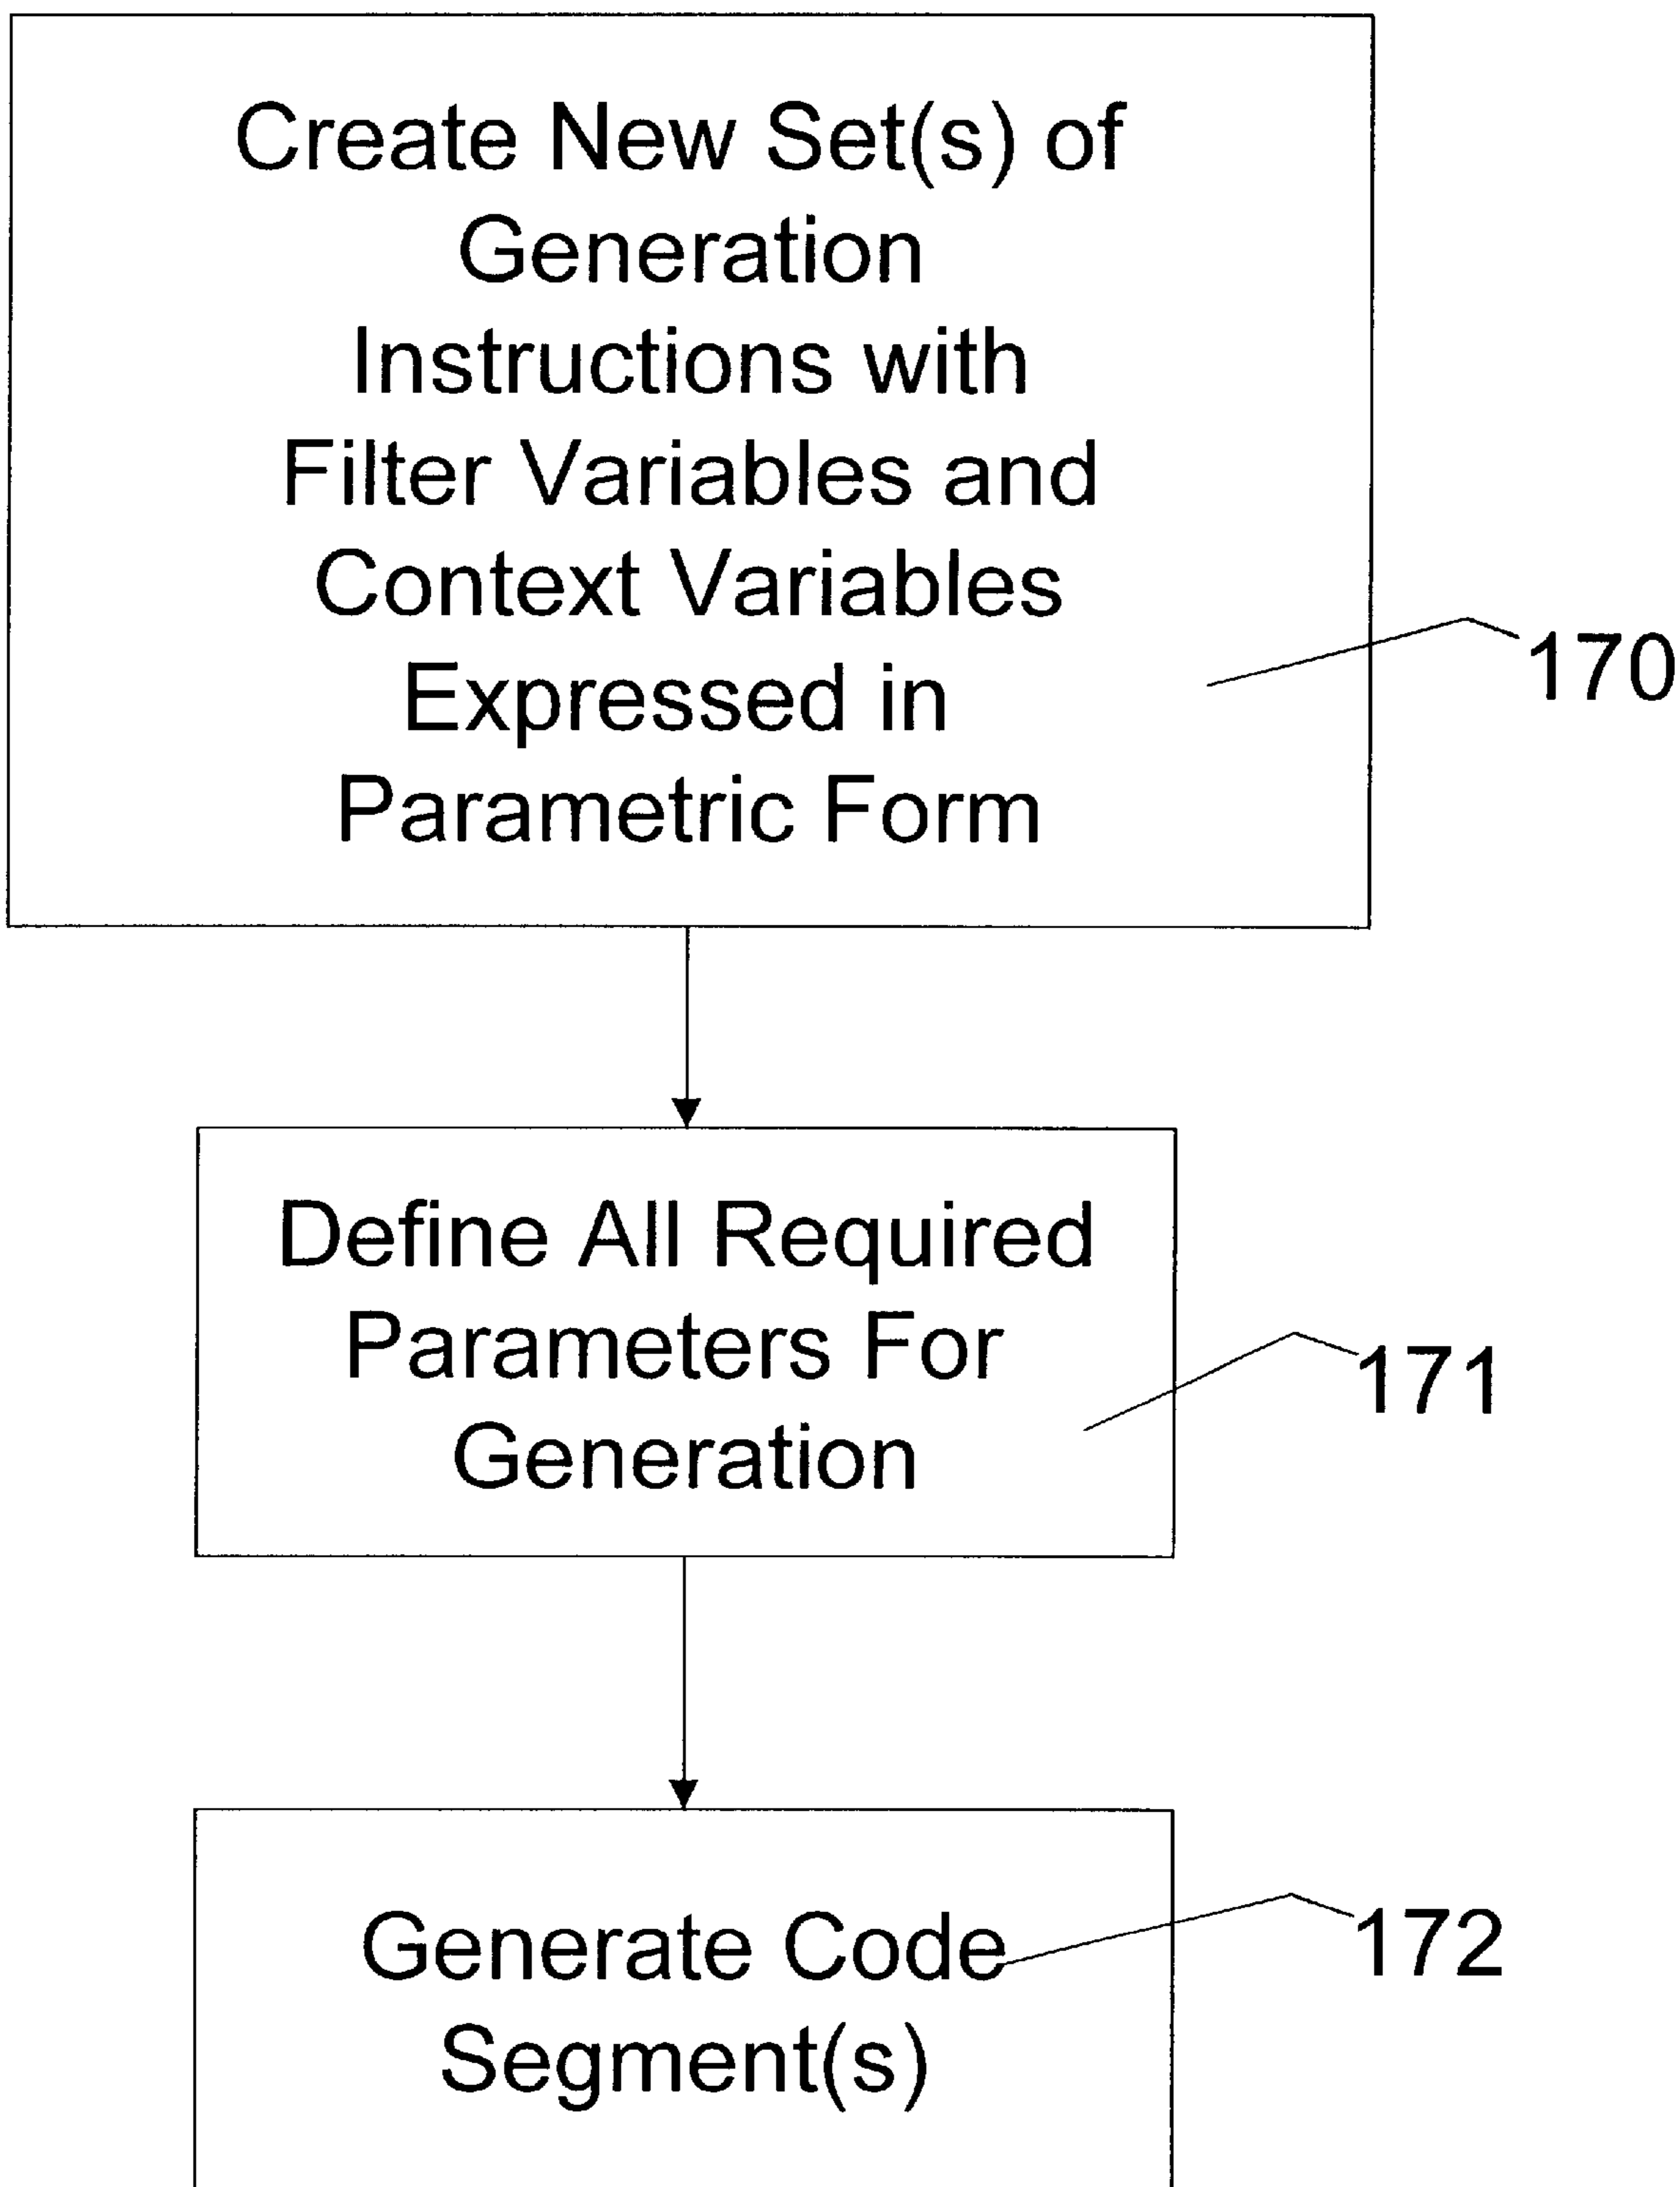 Create New Set(s) of
Generation
Instructions with
Filter Variables and
Context Variables
Expressed in
Parametric Form
170
Define All Required
Parameters For
Generation
171
Generate Code
Segment(s)
172